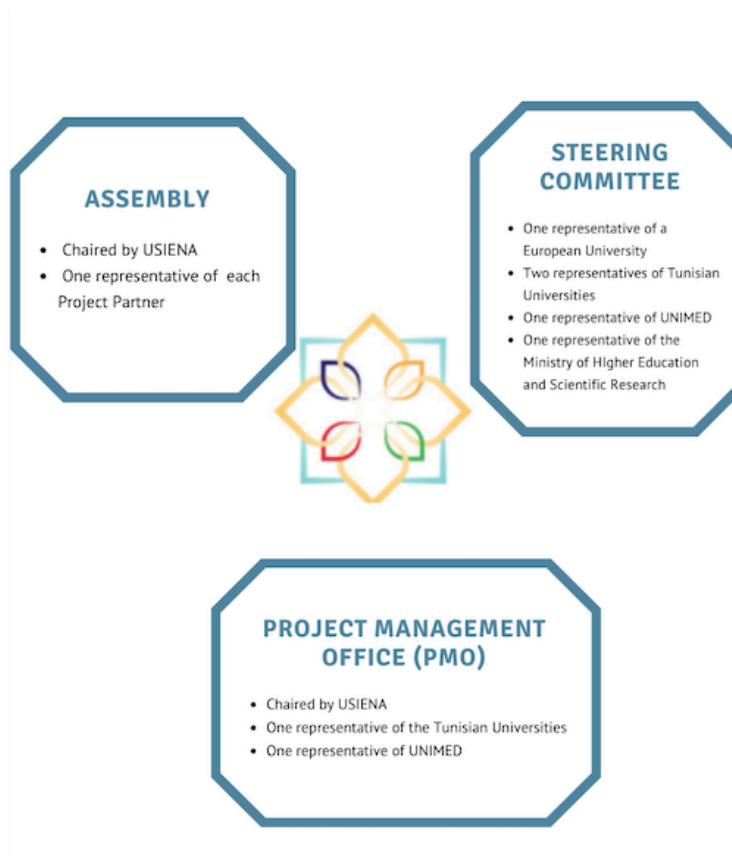 ASSEMBLY
• Chaired by USIENA
• One representative of each
Project Partner
STEERING
COMMITTEE
• One representative of a
European University
• Two representatives of Tunisian
Universities
• One representative of UNIMED
• One representative of the
Ministry of HIgher Education
and Scientific Research
PROJECT MANAGEMENT
OFFICE (PMO)
• Chaired by USIENA
• One representative of the Tunisian Universities
• One representative of UNIMED